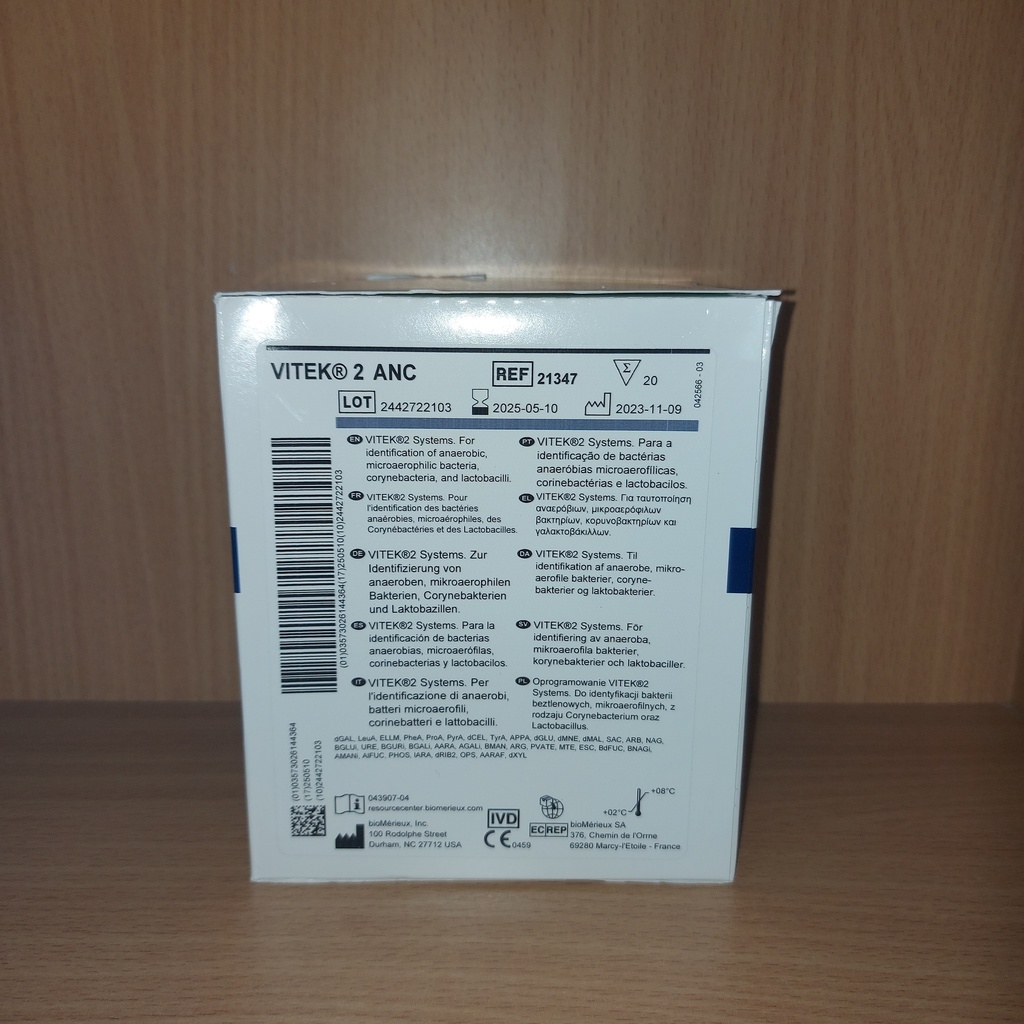 VITEK® 2 ANC
REF 21347
Σ 20
LOT 2442722103
2025-05-10
2023-11-09
042566 - 03
EN VITEK®2 Systems. For
identification of anaerobic,
microaerophilic bacteria,
corynebacteria, and lactobacilli.
FR VITEK®2 Systems. Pour
l'identification des bactéries
anaérobies, microaérophiles, des
Corynébactéries et des Lactobacilles.
DE VITEK®2 Systems. Zur
Identifizierung von
anaeroben, mikroaerophilen
Bakterien, Corynebakterien
und Laktobazillen.
ES VITEK®2 Systems. Para la
identificación de bacterias
anaerobias, microaerófilas,
corinebacterias y lactobacilos.
IT VITEK®2 Systems. Per
l'identificazione di anaerobi,
batteri microaerofili,
corinebatteri e lattobacilli.
PT VITEK®2 Systems. Para a
identificação de bactérias
anaeróbias microaerofílicas,
corinebactérias e lactobacilos.
EL VITEK®2 Systems. Για ταυτοποίηση
αναερόβιων, μικροαερόφιλων
βακτηρίων, κορυνοβακτηρίων και
γαλακτοβάκιλλων.
DA VITEK®2 Systems. Til
identifikation af anaerobe, mikro-
aerofile bakterier, coryne-
bakterier og laktobakterier.
SV VITEK®2 Systems. För
identifiering av anaeroba,
mikroaerofila bakterier,
korynebakterier och laktobaciller.
PL Oprogramowanie VITEK®2
Systems. Do identyfikacji bakterii
beztlenowych, mikroaerofilnych, z
rodzaju Corynebacterium oraz
Lactobacillus.
(01)03573026144364(17)250510(10)2442722103
dGAL, LeuA, ELLM, PheA, ProA, PyrA, dCEL, TyrA, APPA, dGLU, dMNE, dMAL, SAC, ARB, NAG,
BGLUi, URE, BGURi, BGALi, AARA, AGALi, BMAN, ARG, PVATE, MTE, ESC, BdFUC, BNAGi,
AMANi, AIFUC, PHOS, IARA, dRIB2, OPS, AARAF, dXYL
(01)03573026144364
(17)250510
(10)2442722103
043907-04
resourcecenter.biomerieux.com
bioMérieux, Inc.
100 Rodolphe Street
Durham, NC 27712 USA
IVD
CE 0459
EC REP
bioMérieux SA
376, Chemin de l'Orme
69280 Marcy-l'Etoile - France
+08°C
+02°C